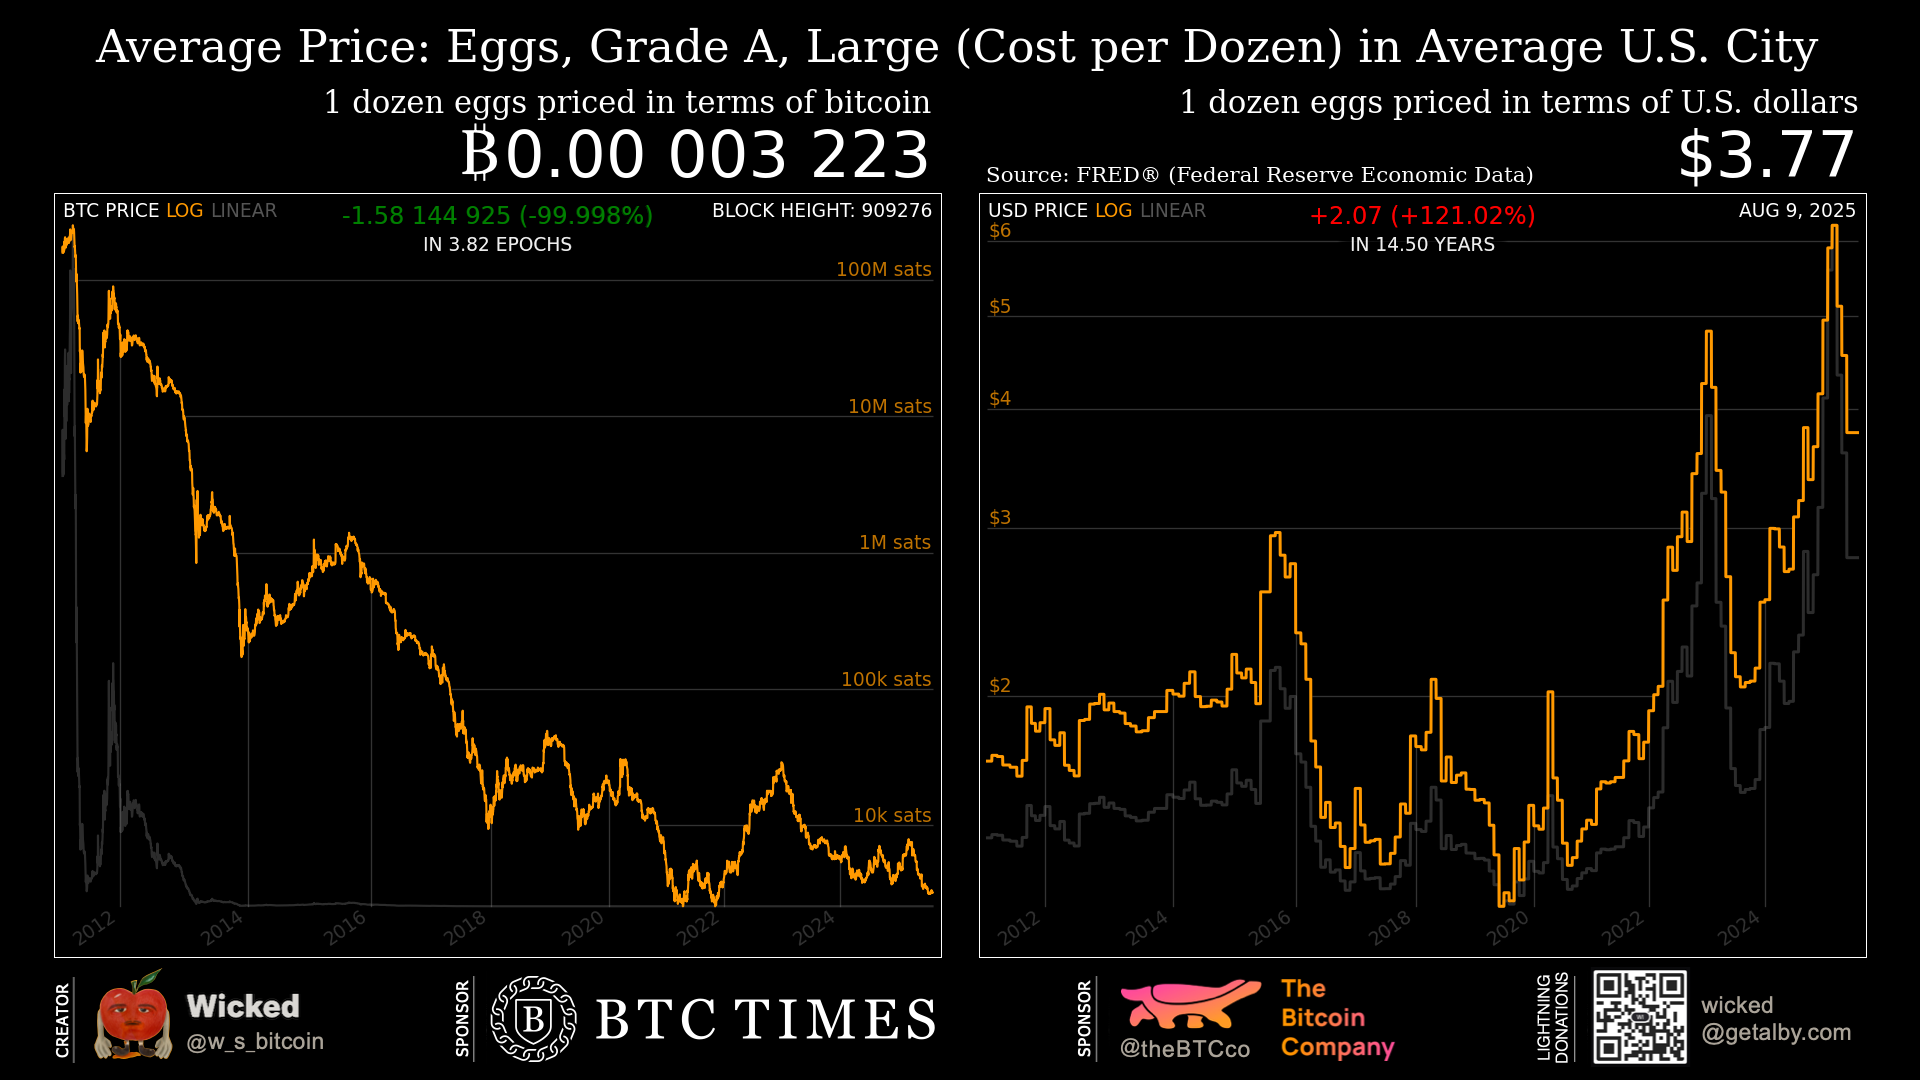 Average Price: Eggs, Grade A, Large (Cost per Dozen) in Average U.S. City
1 dozen eggs priced in terms of bitcoin
₿0.00 003 223
BTC PRICE LOG LINEAR
-1.58 144 925 (-99.998%)
IN 3.82 EPOCHS
BLOCK HEIGHT: 909276
100M sats
10M sats
1M sats
100k sats
10k sats
2012 2014 2016 2018 2020 2022 2024
1 dozen eggs priced in terms of U.S. dollars
Source: FRED® (Federal Reserve Economic Data)
$3.77
USD PRICE LOG LINEAR
+2.07 (+121.02%)
IN 14.50 YEARS
AUG 9, 2025
$6
$5
$4
$3
$2
2012 2014 2016 2018 2020 2022 2024
CREATOR
Wicked
@w_s_bitcoin
SPONSOR
B
BTC TIMES
SPONSOR
@theBTCco
The
Bitcoin
Company
LIGHTNING
DONATIONS
wicked
@getalby.com